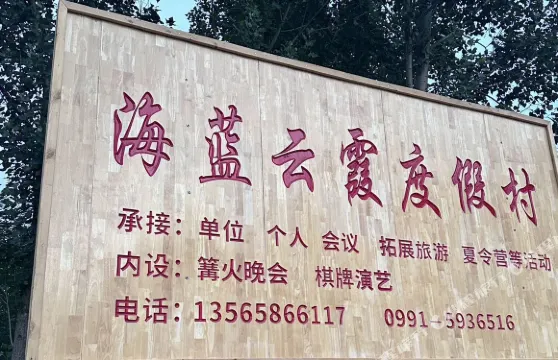 海蓝云霞度假村
承接：单位 个人 会议 拓展旅游 夏令营等活动
内设：篝火晚会 棋牌演艺
电话：13565866117 0991-5936516